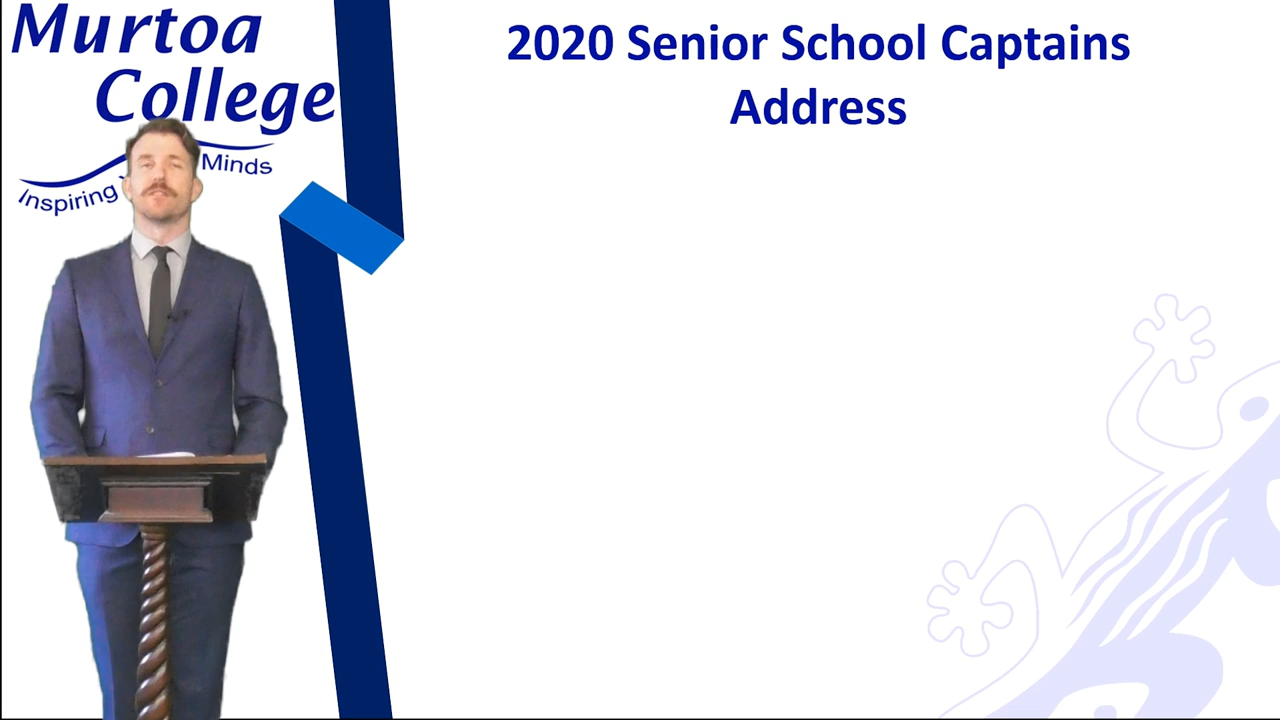 Murtoa
College
Inspiring Minds
2020 Senior School Captains
Address